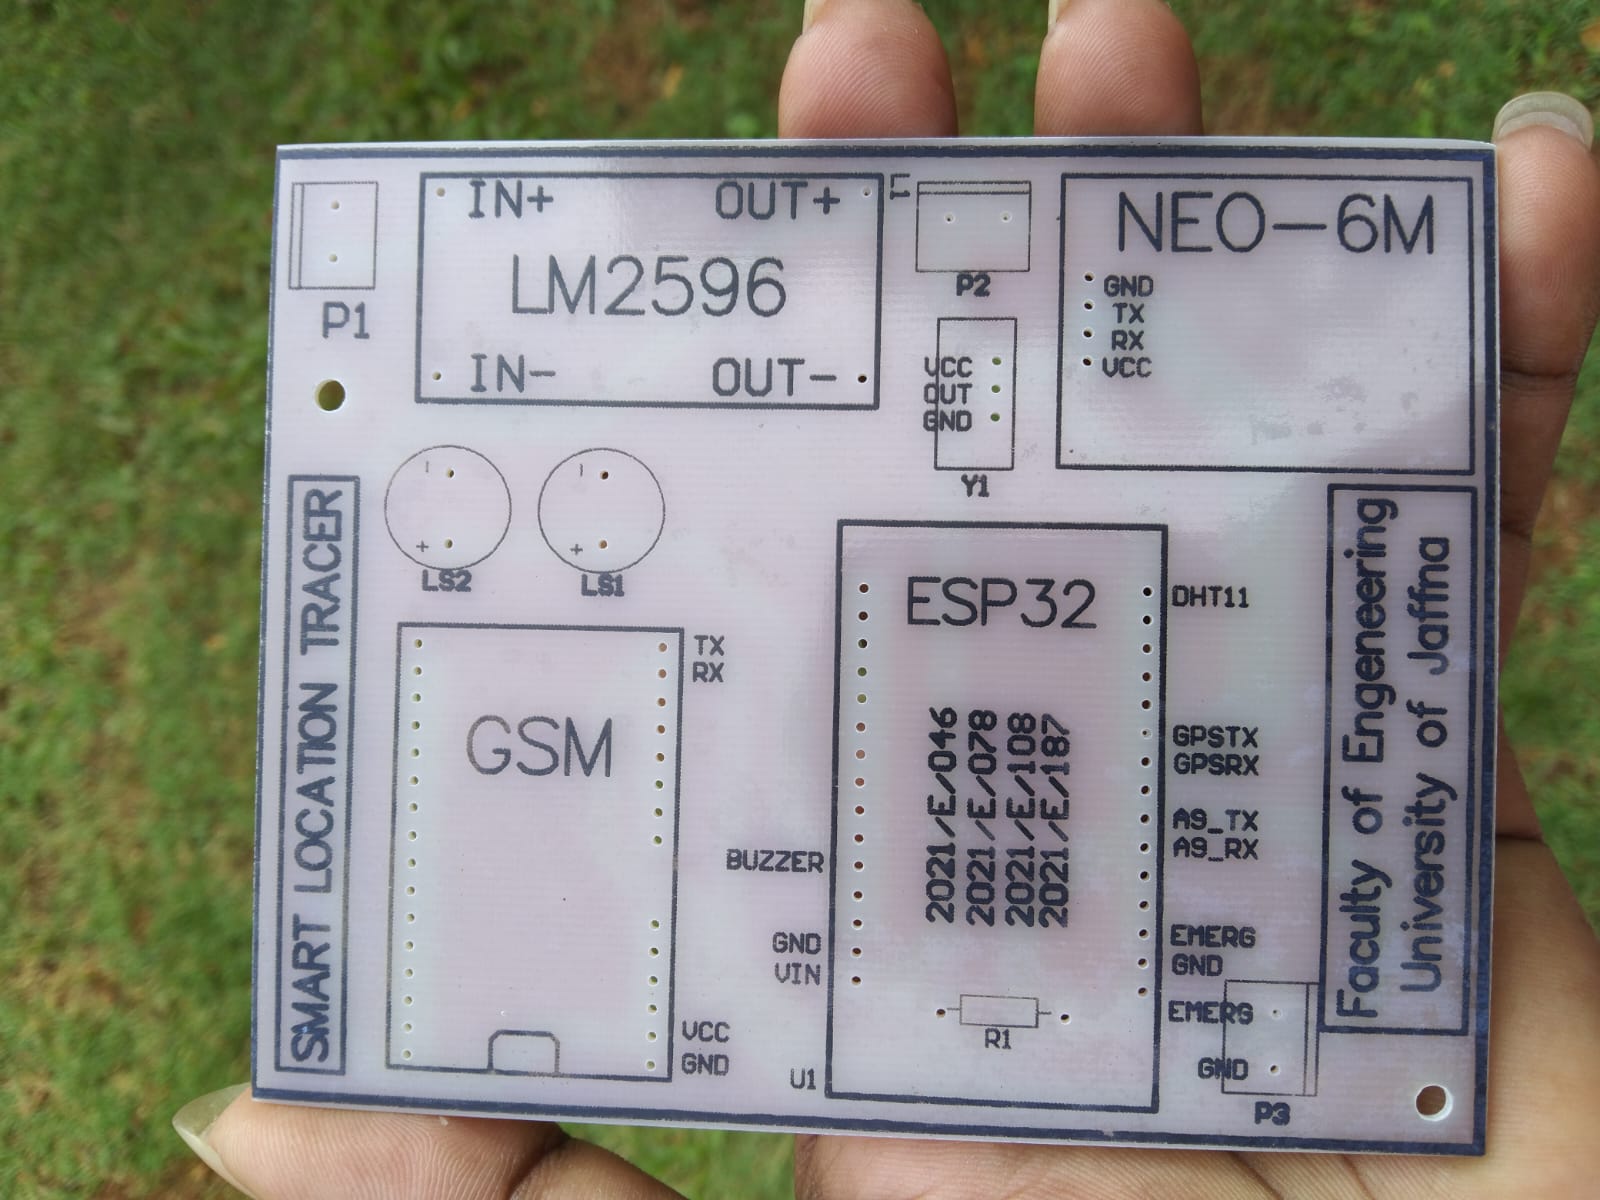 IN+ OUT+
LM2596
IN- OUT-
P1
P2
NEO-6M
GND
TX
RX
VCC
VCC
OUT
GND
Y1
- -
+ +
LS2 LS1
SMART LOCATION TRACER
TX
RX
GSM
VCC
GND
ESP32
DHT11
GPSTX
GPSRX
A9_TX
A9_RX
2021/E/046
2021/E/078
2021/E/108
2021/E/187
BUZZER
GND
VIN
EMERG
GND
R1
U1
EMERG
GND
P3
Faculty of Engeneering
University of Jaffna